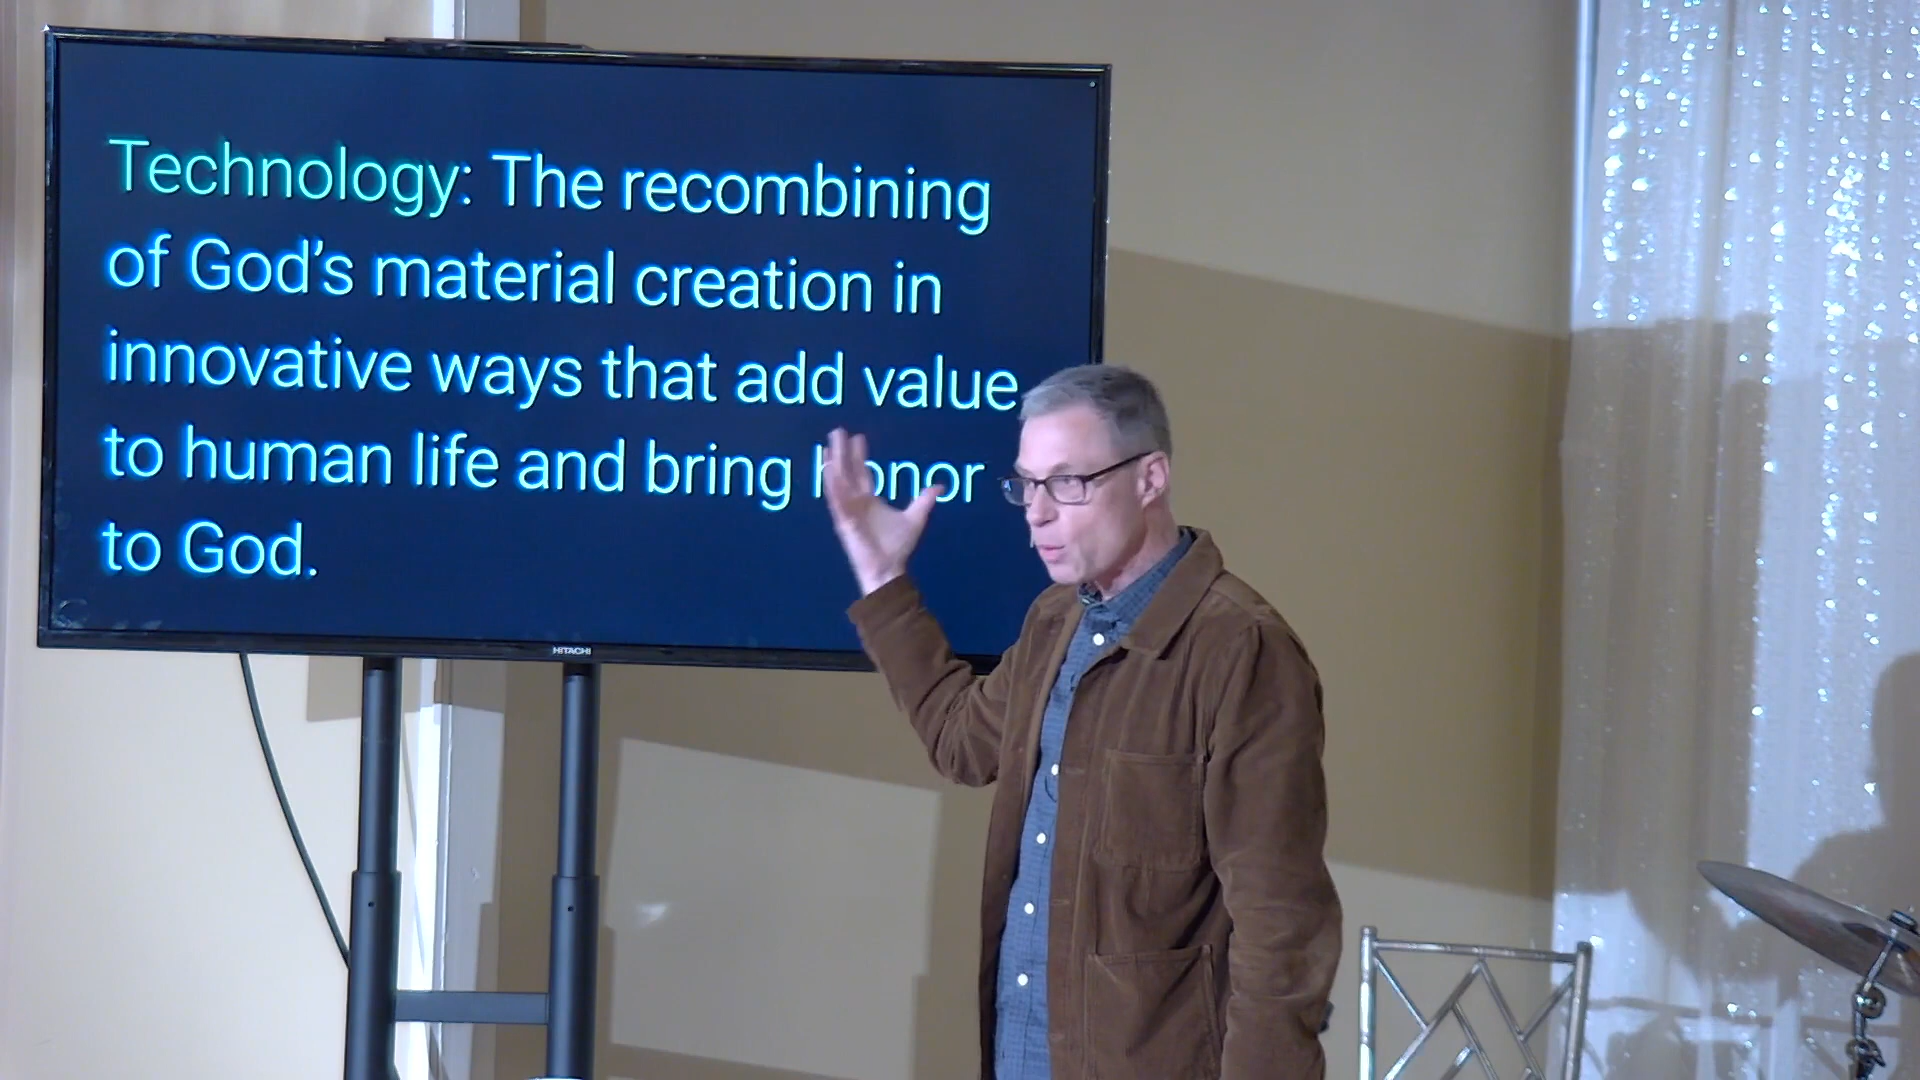 Technology: The recombining
of God's material creation in
innovative ways that add value
to human life and bring honor
to God.
HITACHI